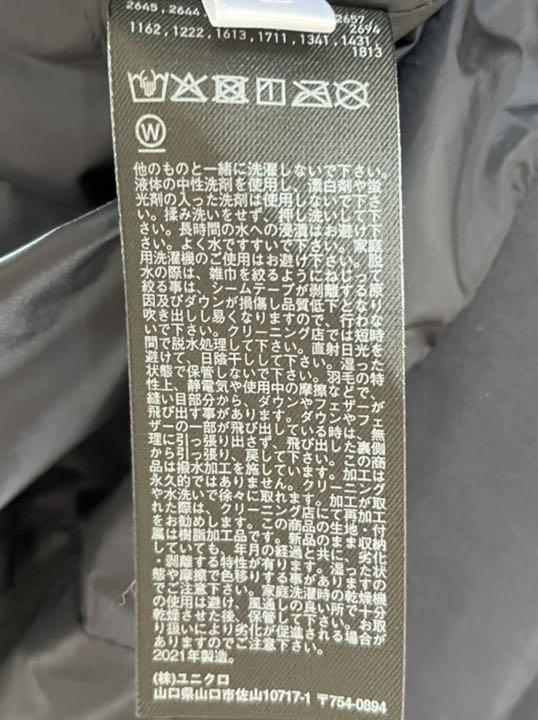 2645, 2644, 2657
2694
1162, 1222, 1613, 1711, 1341, 1431
1813
W
他のものと一緒に洗濯しないで下さい。
液体の中性洗剤を使用し、漂白剤や蛍
光剤の入った洗剤は使用しないで下さ
い。揉み洗いをせず、押し洗いして下
さい。長時間の水への浸漬はお避け下
さい。よく水ですすいで下さい。家庭
用洗濯機のご使用はお避け下さい。脱
水の際は、雑巾を絞るようにねじって
絞る事は、シームテープが剥離する原
因及びダウンが損傷し品質低下となり
吹き出しし易くなりますので、行わな
いで下さい。クリーニング店では短時
間で脱水処理して下さい。直射日光を
避けて、日陰干しして下さい。湿った
状態で保管しないで下さい。羽毛の特
性上、静電気や使用中の摩擦などで、
縫い目部分から、ダウンやフェザーが
飛び出す事があります。ダウンやフェ
ザーの一部が飛び出している時は、無
理に引っ張り出さず、飛び出した裏側
から引っ張り、戻して下さい。この商
品は撥水加工を施しています。加工は
永久的ではありません。クリーニング
や水洗いで徐々に取れます。加工が取
れた際は、クリーニング店にて再加工
をお勧めします。この商品の生地・付
属は樹脂加工品です。新品のまま収納
していても、年月の経過と共に、劣化
・剥離する特性が有ります。湿った状
態や摩擦で色移りする事がありますの
でご注意下さい。家庭洗濯時の乾燥機
の使用は避け、風通しの良い所で十分
乾燥させた後、保管して下さい。お取
り扱いにより劣化が促進される場合が
ありますのでご注意下さい。
2021年製造。
(株)ユニクロ
山口県山口市佐山10717-1 〒754-0894